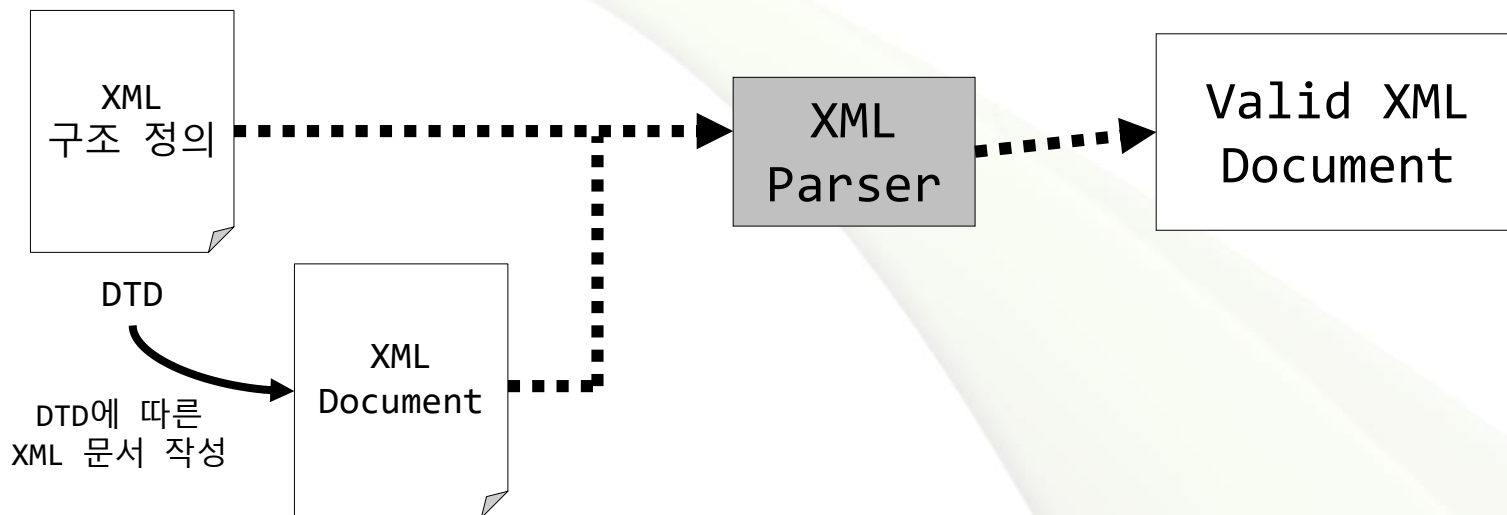 XML
구조 정의
DTD
DTD에 따른
XML 문서 작성
XML
Document
XML
Parser
Valid XML
Document